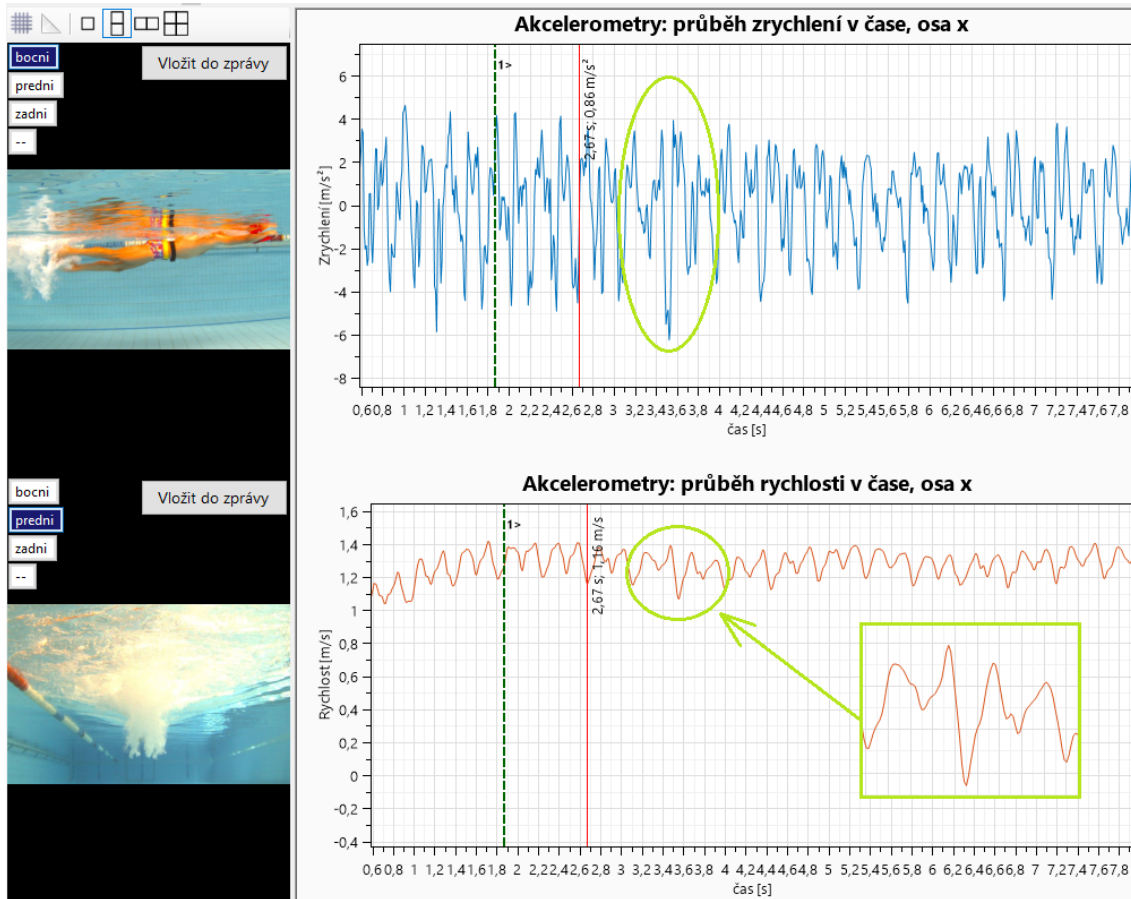 bocni
Vložit do zprávy
predni
zadni
--
bocni
Vložit do zprávy
predni
zadni
--
Akcelerometry: průběh zrychlení v čase, osa x
Zrychlení [m/s²]
6
4
2
0
-2
-4
-6
-8
1>
2,67 s; 0,86 m/s²
0,6 0,8 1 1,2 1,4 1,6 1,8 2 2,2 2,4 2,6 2,8 3 3,2 3,4 3,6 3,8 4 4,2 4,4 4,6 4,8 5 5,2 5,4 5,6 5,8 6 6,2 6,4 6,6 6,8 7 7,2 7,4 7,6 7,8
čas [s]
Akcelerometry: průběh rychlosti v čase, osa x
Rychlost [m/s]
1,6
1,4
1,2
1
0,8
0,6
0,4
0,2
0
-0,2
-0,4
1>
2,67 s; 1,16 m/s
0,6 0,8 1 1,2 1,4 1,6 1,8 2 2,2 2,4 2,6 2,8 3 3,2 3,4 3,6 3,8 4 4,2 4,4 4,6 4,8 5 5,2 5,4 5,6 5,8 6 6,2 6,4 6,6 6,8 7 7,2 7,4 7,6 7,8
čas [s]